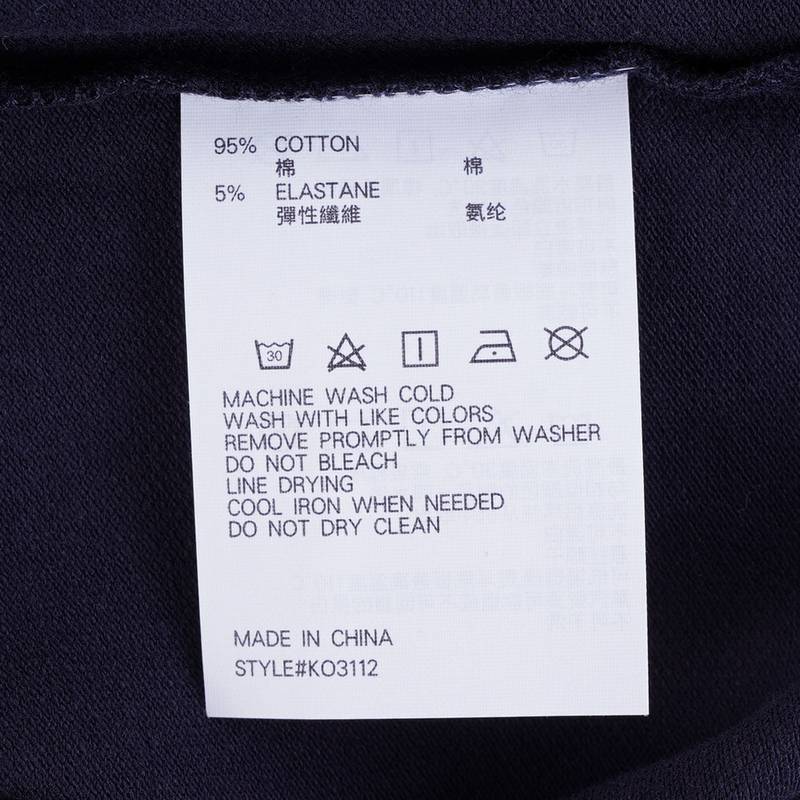 95% COTTON
棉 棉
5% ELASTANE
彈性纖維 氨纶
30
MACHINE WASH COLD
WASH WITH LIKE COLORS
REMOVE PROMPTLY FROM WASHER
DO NOT BLEACH
LINE DRYING
COOL IRON WHEN NEEDED
DO NOT DRY CLEAN
MADE IN CHINA
STYLE#KO3112